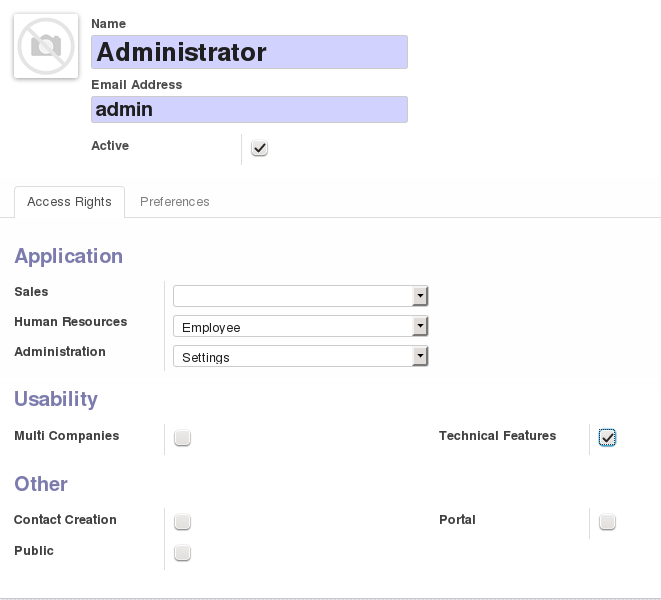 Name
Administrator
Email Address
admin
Active
Access Rights Preferences
Application
Sales
Human Resources Employee
Administration Settings
Usability
Multi Companies Technical Features
Other
Contact Creation Portal
Public